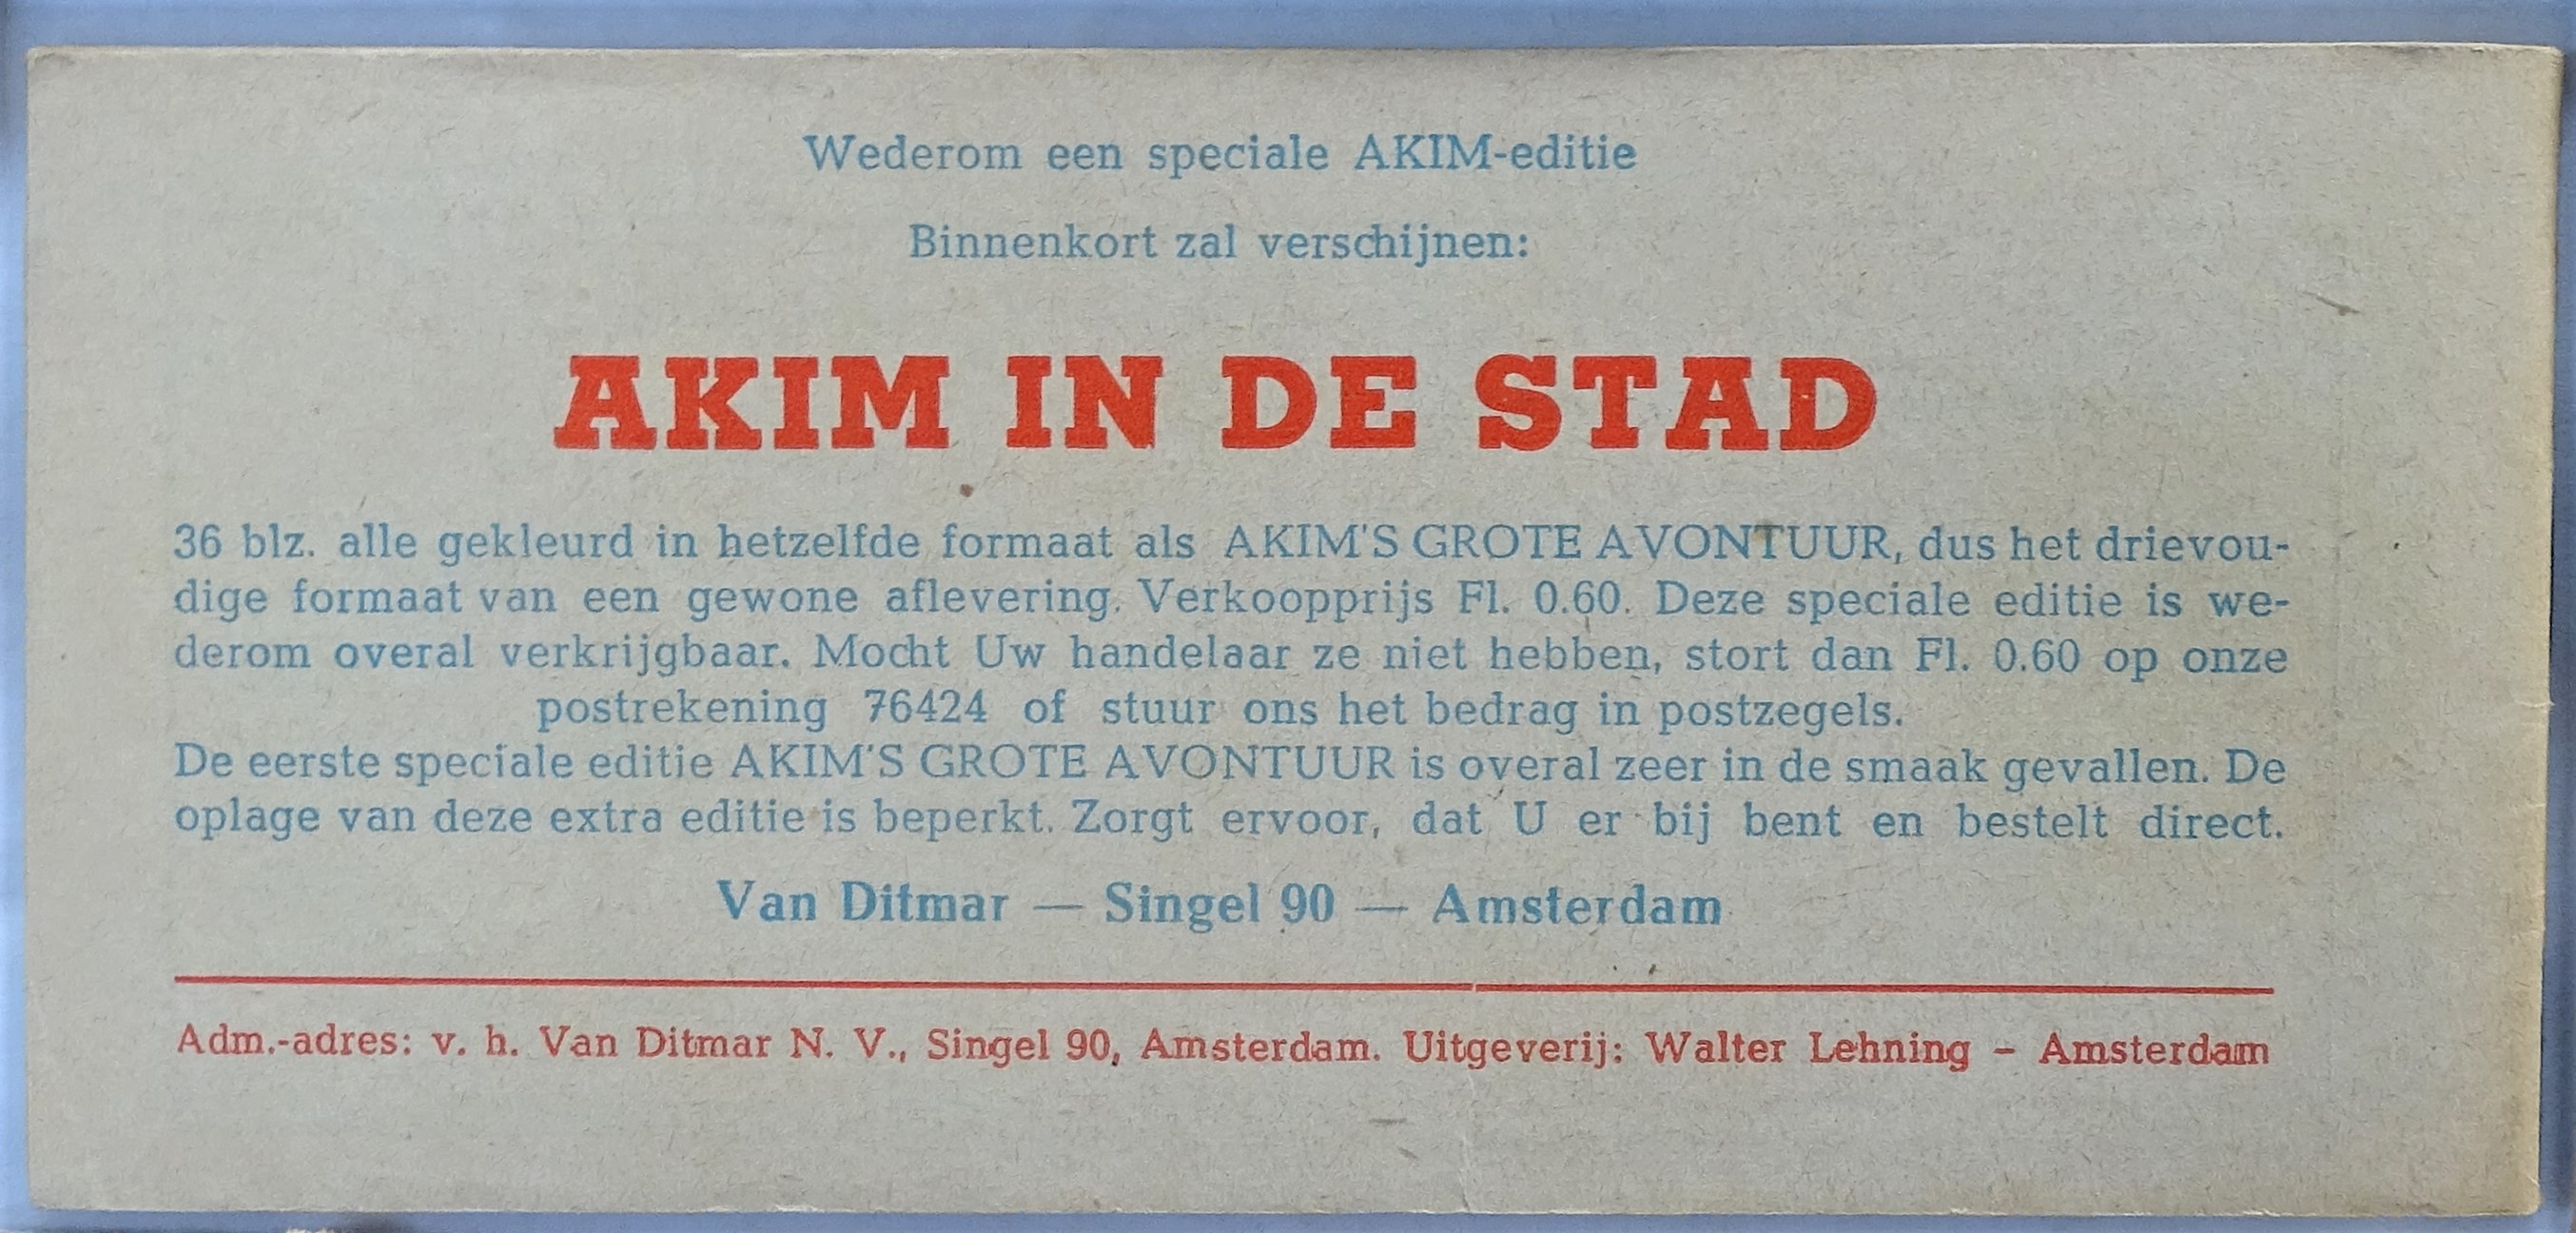 Wederom een speciale AKIM-editie
Binnenkort zal verschijnen:
AKIM IN DE STAD
36 blz. alle gekleurd in hetzelfde formaat als AKIM'S GROTE AVONTUUR, dus het drievou-
dige formaat van een gewone aflevering. Verkoopprijs Fl. 0.60. Deze speciale editie is we-
derom overal verkrijgbaar. Mocht Uw handelaar ze niet hebben, stort dan Fl. 0.60 op onze
postrekening 76424 of stuur ons het bedrag in postzegels.
De eerste speciale editie AKIM'S GROTE AVONTUUR is overal zeer in de smaak gevallen. De
oplage van deze extra editie is beperkt. Zorgt ervoor, dat U er bij bent en bestelt direct.
Van Ditmar — Singel 90 — Amsterdam
Adm.-adres: v. h. Van Ditmar N. V., Singel 90, Amsterdam. Uitgeverij: Walter Lehning – Amsterdam